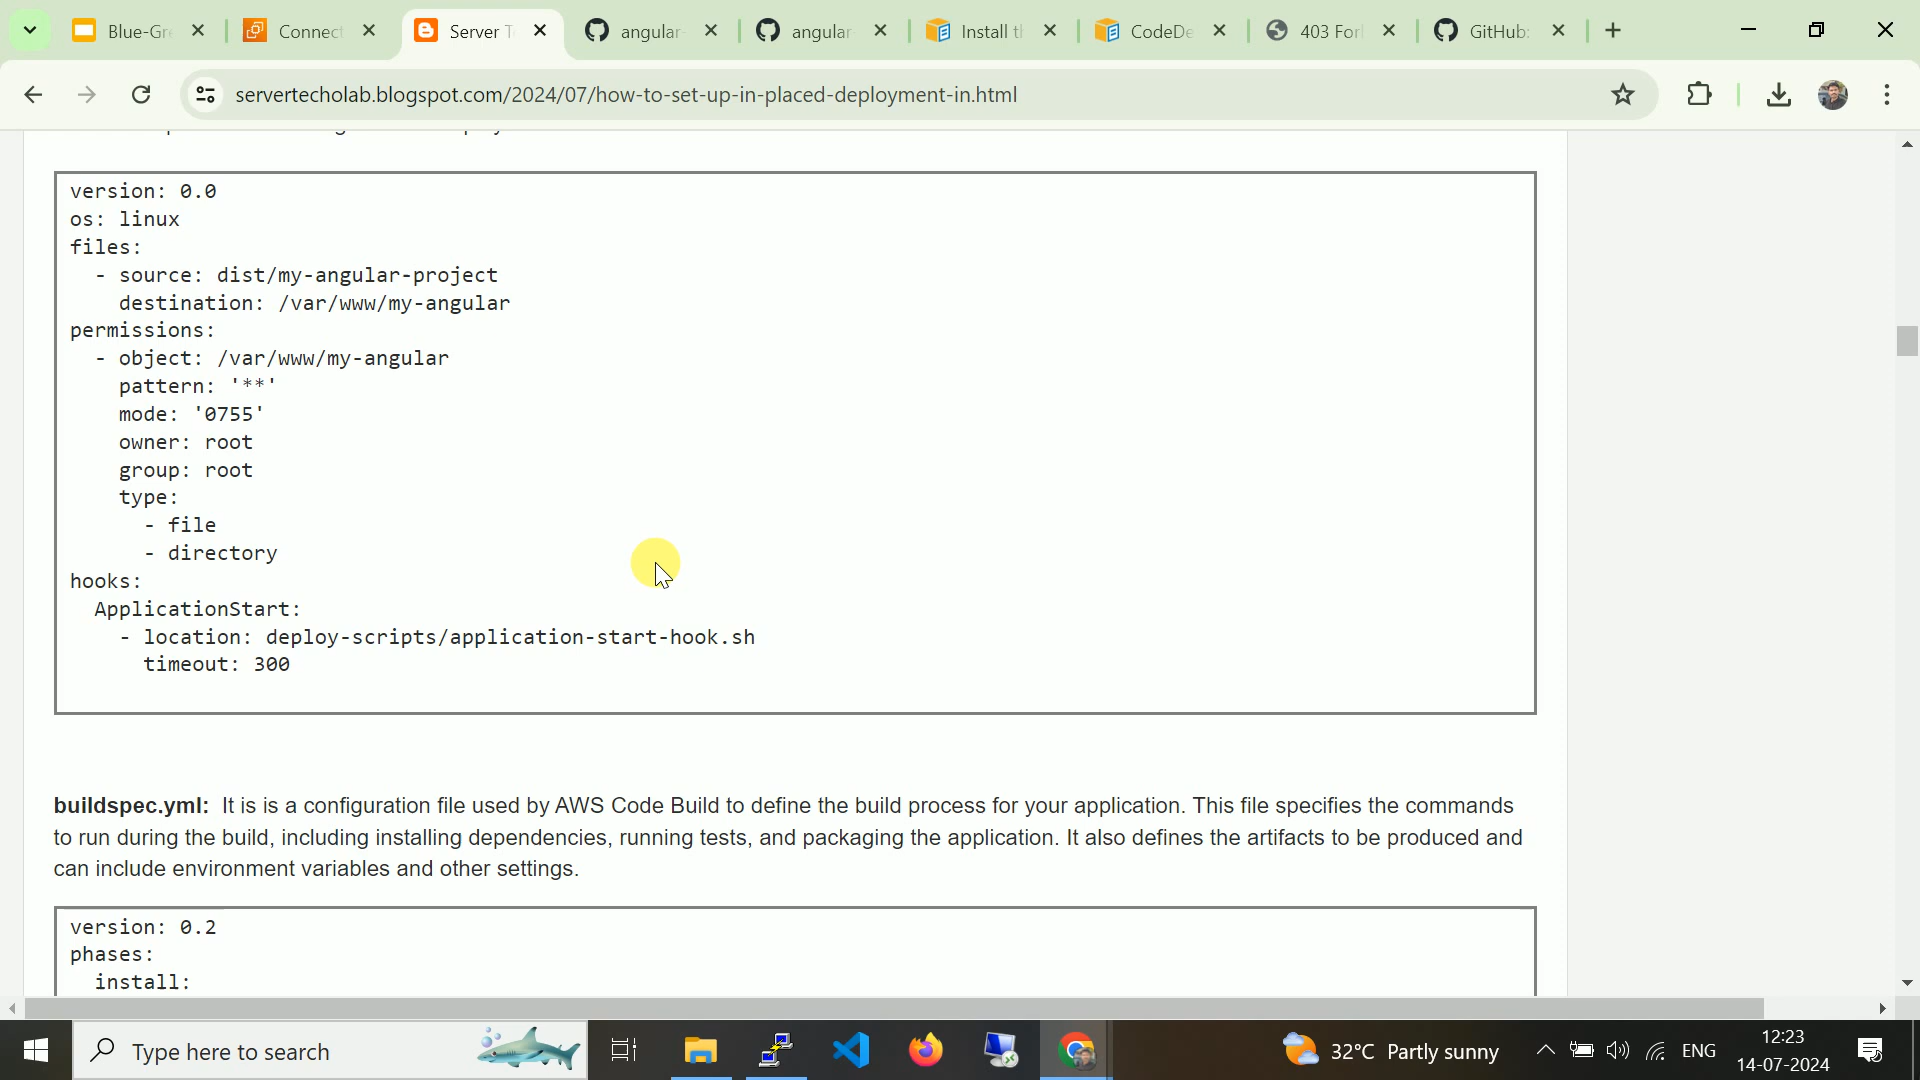 Blue-Gr
Connect
Server T
angular-
angular
Install t
CodeDe
403 For
GitHub:
servertecholab.blogspot.com/2024/07/how-to-set-up-in-placed-deployment-in.html
version: 0.0
os: linux
files:
- source: dist/my-angular-project
destination: /var/www/my-angular
permissions:
- object: /var/www/my-angular
pattern: '**'
mode: '0755'
owner: root
group: root
type:
- file
- directory
hooks:
ApplicationStart:
- location: deploy-scripts/application-start-hook.sh
timeout: 300
buildspec.yml: It is is a configuration file used by AWS Code Build to define the build process for your application. This file specifies the commands
to run during the build, including installing dependencies, running tests, and packaging the application. It also defines the artifacts to be produced and
can include environment variables and other settings.
version: 0.2
phases:
install:
Type here to search
32°C Partly sunny
ENG
12:23
14-07-2024